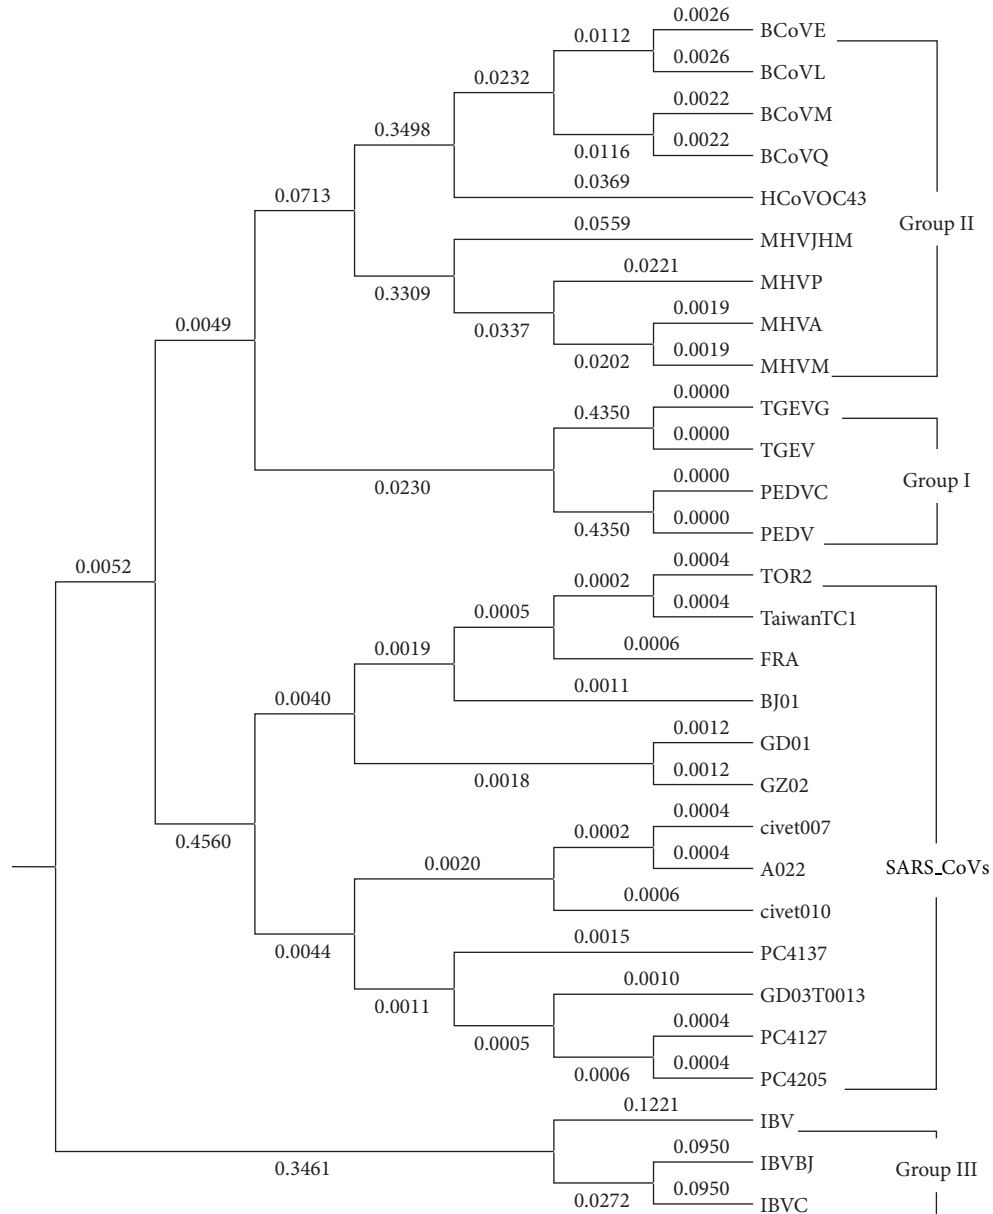 0.0026
BCoVE
0.0112
0.0026
BCoVL
0.0232
0.0022
BCoVM
0.3498
0.0022
BCoVQ
0.0116
0.0369
HCoVOC43
0.0713
Group II
0.0559
MHVJHM
0.0221
MHVP
0.3309
0.0019
MHVA
0.0049
0.0337
0.0019
MHVM
0.0202
0.0000
TGEVG
0.4350
0.0000
TGEV
0.0230
0.0000
PEDVC
Group I
0.0000
PEDV
0.4350
0.0052
0.0004
TOR2
0.0002
0.0004
TaiwanTC1
0.0005
0.0006
FRA
0.0019
0.0011
BJ01
0.0040
0.0012
GD01
0.0012
GZ02
0.0018
0.0004
civet007
0.4560
0.0002
0.0004
A022
SARS_CoVs
0.0020
0.0006
civet010
0.0015
PC4137
0.0044
0.0010
GD03T0013
0.0011
0.0004
PC4127
0.0005
0.0004
PC4205
0.0006
0.1221
IBV
0.0950
IBVBJ
0.3461
Group III
0.0950
IBVC
0.0272